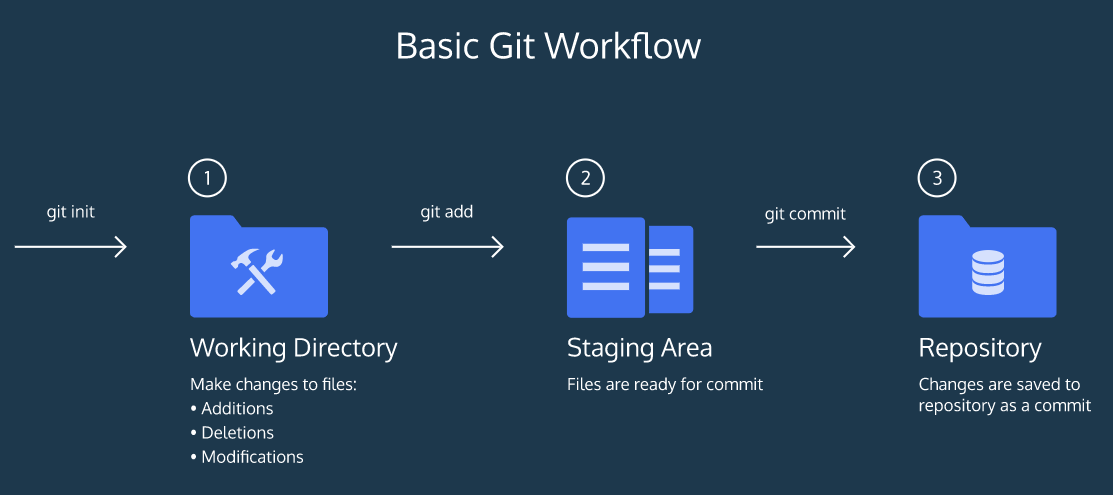 Basic Git Workflow
git init
1
git add
2
git commit
3
Working Directory
Make changes to files:
• Additions
• Deletions
• Modifications
Staging Area
Files are ready for commit
Repository
Changes are saved to
repository as a commit